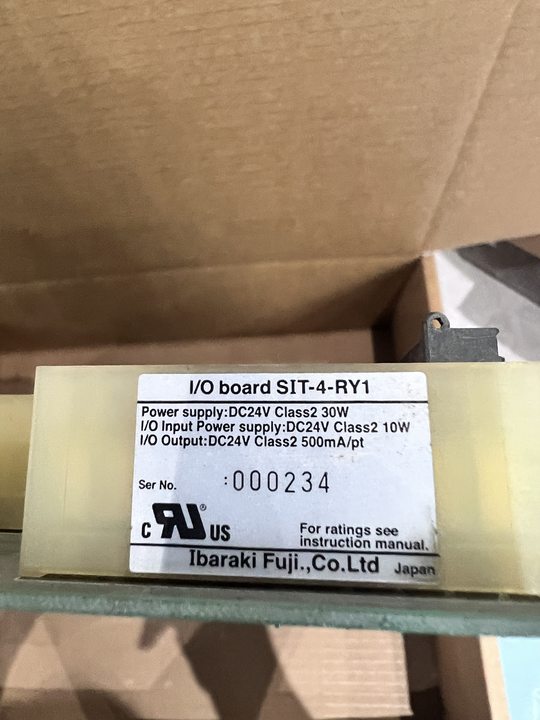 I/O board SIT-4-RY1
Power supply:DC24V Class2 30W
I/O Input Power supply:DC24V Class2 10W
I/O Output:DC24V Class2 500mA/pt
Ser No. :000234
C RU® US
For ratings see
instruction manual.
Ibaraki Fuji.,Co.Ltd Japan